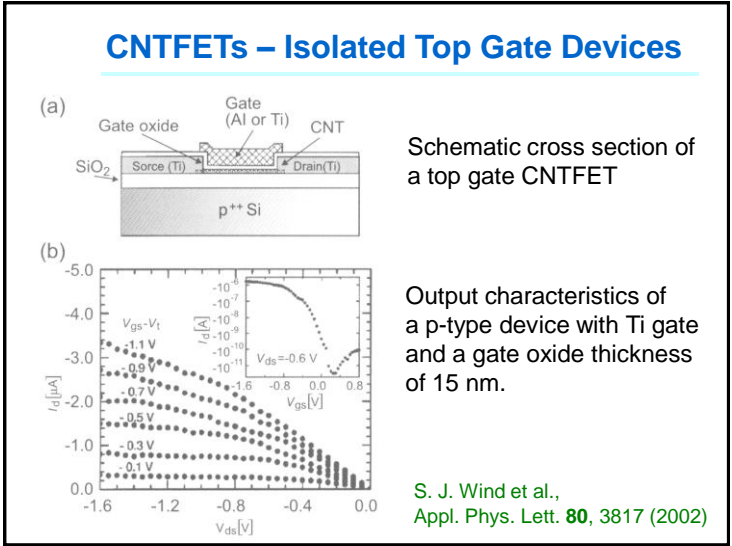 CNTFETs – Isolated Top Gate Devices
(a)
Gate
(Al or Ti)
Gate oxide
CNT
SiO2
Sorce (Ti)
Drain(Ti)
p++ Si
Schematic cross section of
a top gate CNTFET
(b)
-5.0
-4.0
-3.0
-2.0
-1.0
0.0
Id[µA]
Vgs-Vt
-1.1 V
-0.9 V
-0.7 V
-0.5 V
-0.3 V
-0.1 V
-1.6
-1.2
-0.8
-0.4
0.0
Vds[V]
-10-6
-10-7
-10-8
-10-9
-10-10
-10-11
Id[A]
Vds=-0.6 V
-1.6
-0.8
0.0
0.8
Vgs[V]
Output characteristics of
a p-type device with Ti gate
and a gate oxide thickness
of 15 nm.
S. J. Wind et al.,
Appl. Phys. Lett. 80, 3817 (2002)